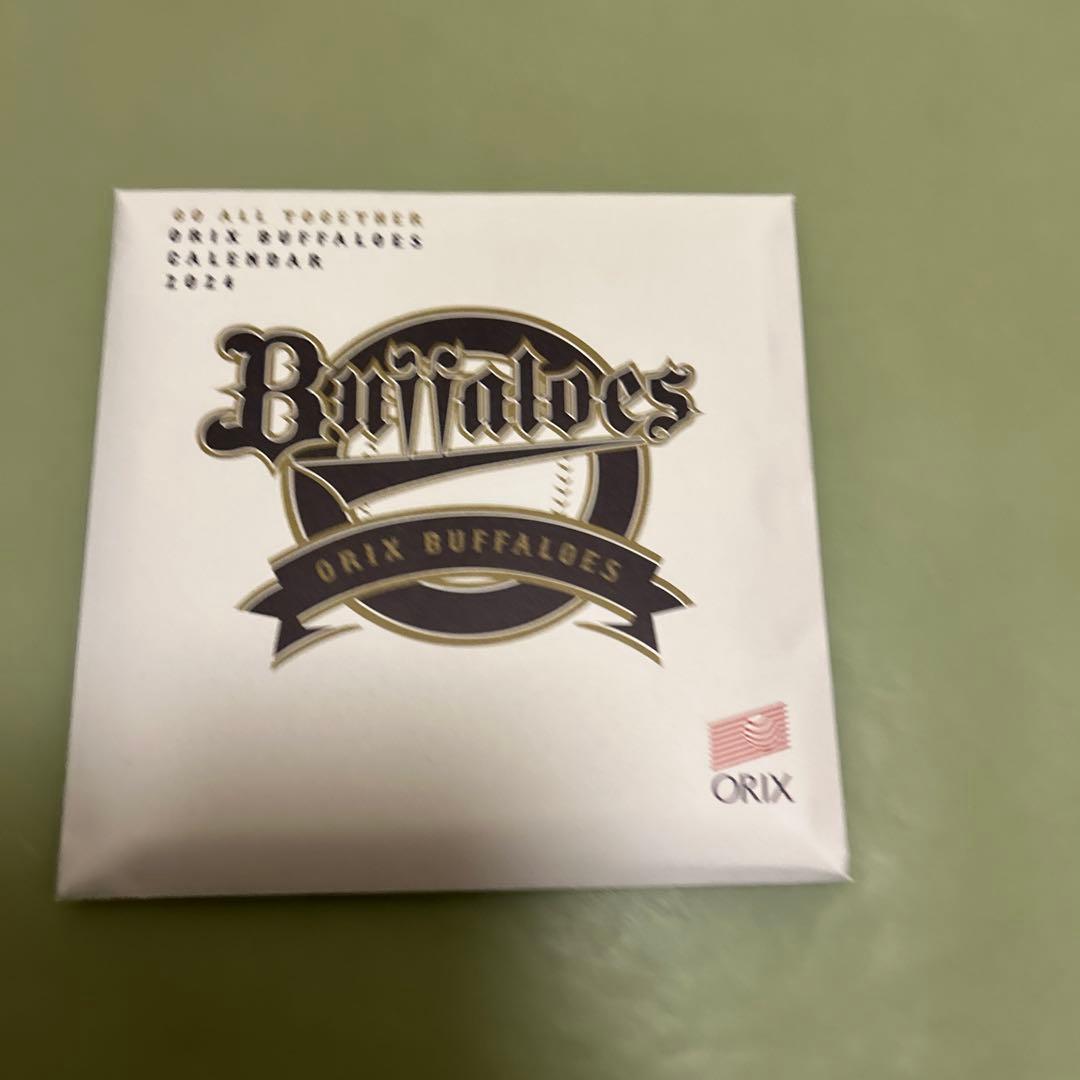 GO ALL TOGETHER
ORIX BUFFALOES
CALENDAR
2024
Buffaloes
ORIX BUFFALOES
ORIX